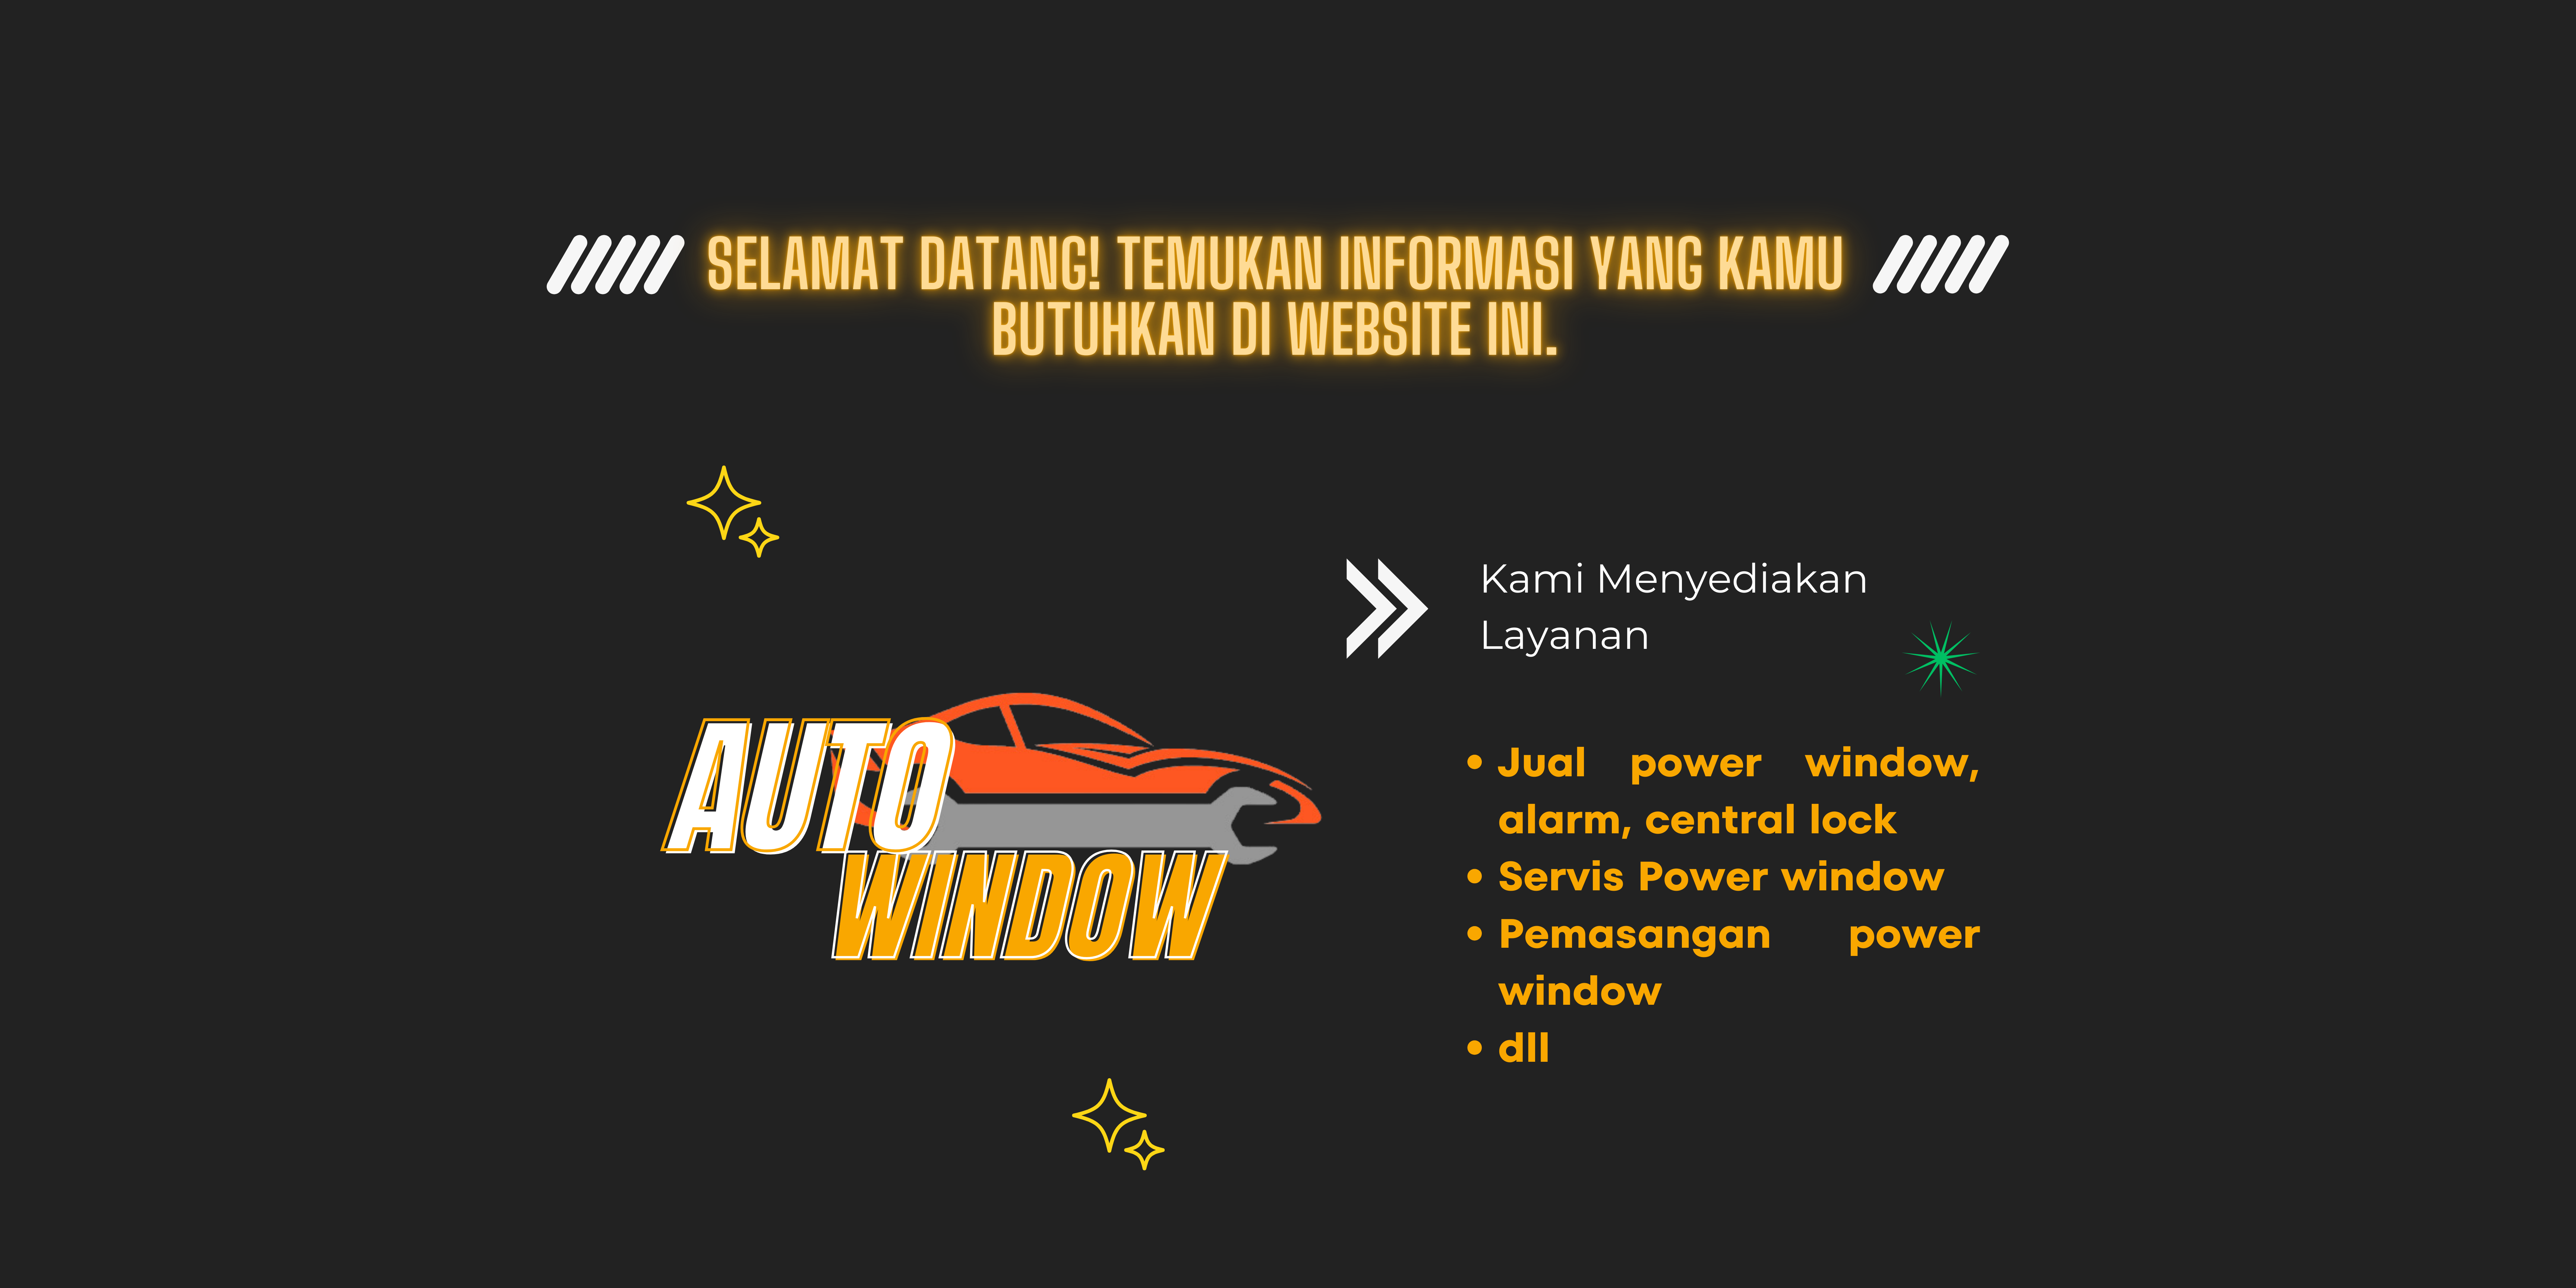 SELAMAT DATANG! TEMUKAN INFORMASI YANG KAMU
BUTUHKAN DI WEBSITE INI.
AUTO
WINDOW
Kami Menyediakan
Layanan
• Jual power window,
alarm, central lock
• Servis Power window
• Pemasangan power
window
• dll